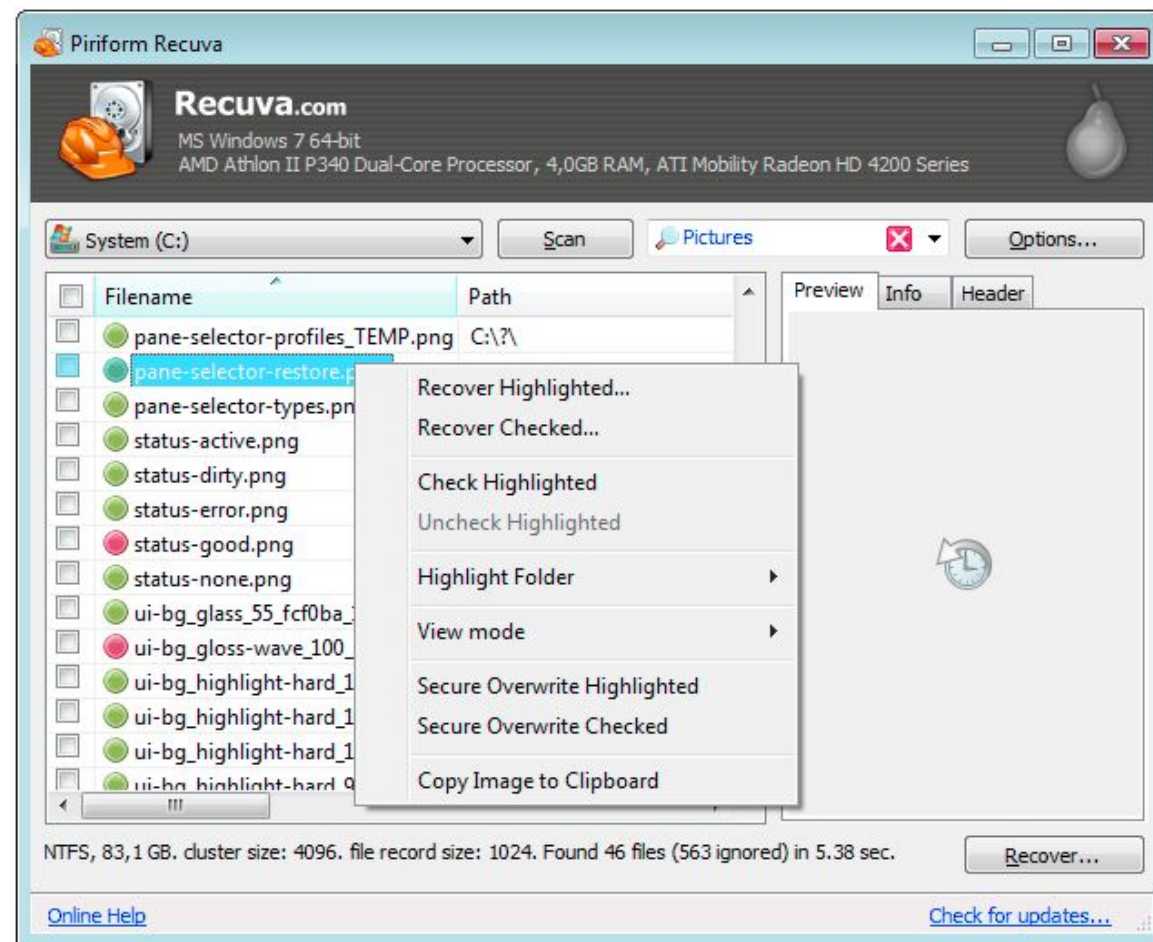 Piriform Recuva
Recuva.com
MS Windows 7 64-bit
AMD Athlon II P340 Dual-Core Processor, 4,0GB RAM, ATI Mobility Radeon HD 4200 Series
System (C:) Scan Pictures Options...
Filename Path
Preview Info Header
pane-selector-profiles_TEMP.png C:\?\
pane-selector-restore.p
pane-selector-types.pn
status-active.png
status-dirty.png
status-error.png
status-good.png
status-none.png
ui-bg_glass_55_fcf0ba_
ui-bg_gloss-wave_100_
ui-bg_highlight-hard_1
ui-bg_highlight-hard_1
ui-bg_highlight-hard_1
ui-bg_highlight-hard_9
Recover Highlighted...
Recover Checked...
Check Highlighted
Uncheck Highlighted
Highlight Folder
View mode
Secure Overwrite Highlighted
Secure Overwrite Checked
Copy Image to Clipboard
NTFS, 83,1 GB. cluster size: 4096. file record size: 1024. Found 46 files (563 ignored) in 5.38 sec.
Recover...
Online Help Check for updates...